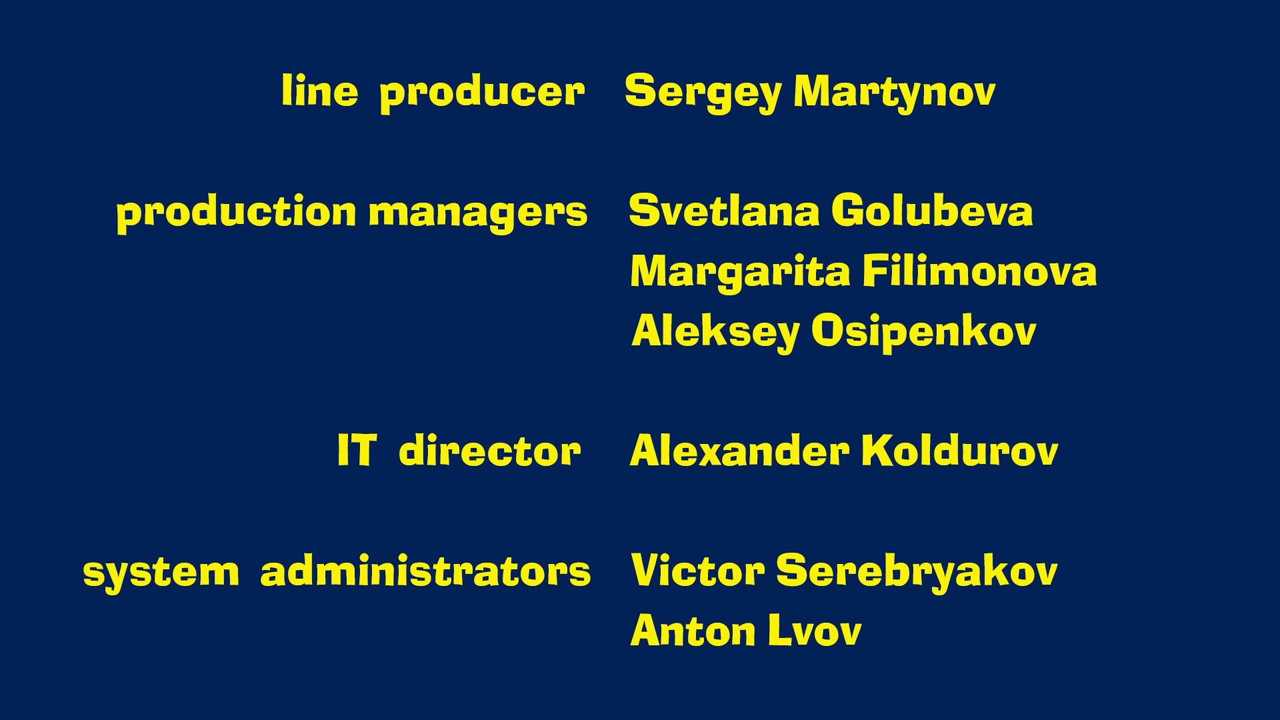 line producer Sergey Martynov
production managers Svetlana Golubeva
Margarita Filimonova
Aleksey Osipenkov
IT director Alexander Koldurov
system administrators Victor Serebryakov
Anton Lvov